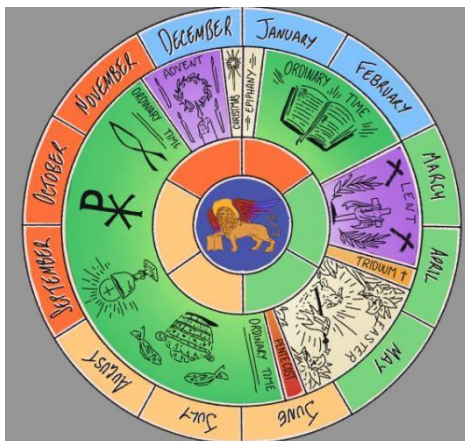 JANUARY
FEBRUARY
MARCH
APRIL
MAY
JUNE
JULY
AUGUST
SEPTEMBER
OCTOBER
NOVEMBER
DECEMBER
ADVENT
CHRISTMAS
EPIPHANY
ORDINARY TIME
LENT
TRIDUUM
EASTER
PENTECOST
ORDINARY TIME
ORDINARY TIME